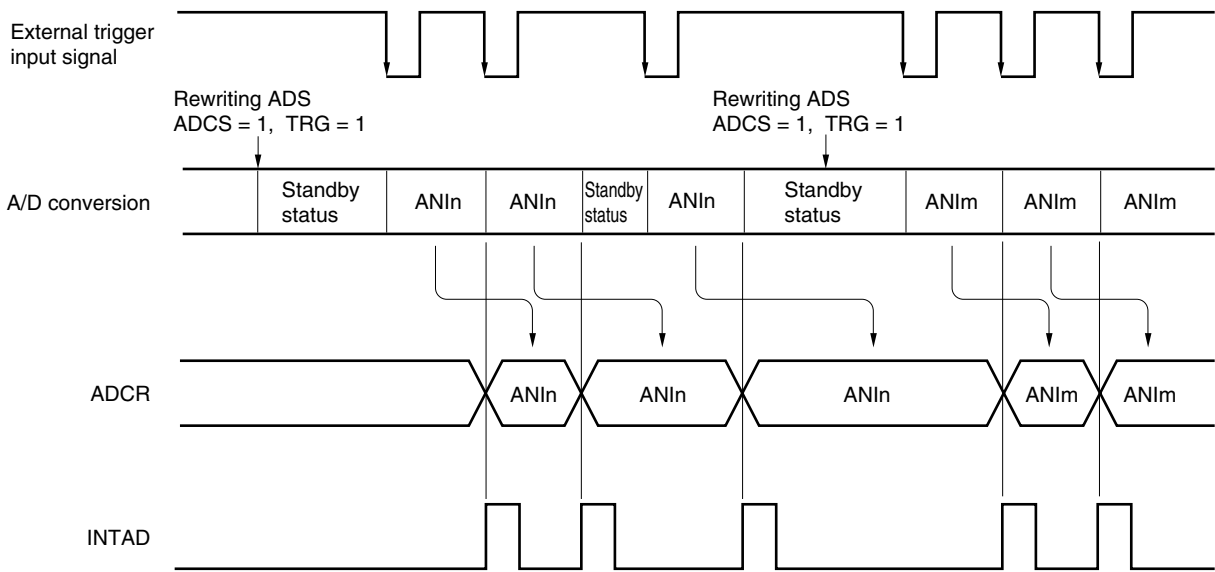 External trigger
input signal
Rewriting ADS
ADCS = 1, TRG = 1
Rewriting ADS
ADCS = 1, TRG = 1
A/D conversion
Standby
status
ANIn
ANIn
Standby
status
ANIn
Standby
status
ANIm
ANIm
ANIm
ADCR
ANIn
ANIn
ANIn
ANIm
ANIm
INTAD